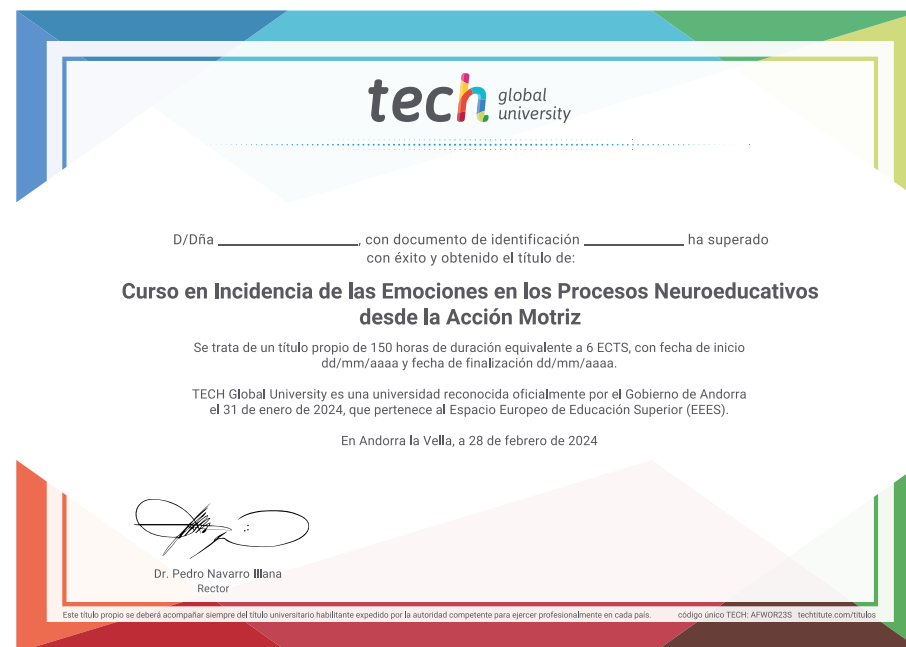 tech global university
D/Dña ____________________, con documento de identificación ______________ ha superado
con éxito y obtenido el título de:
Curso en Incidencia de las Emociones en los Procesos Neuroeducativos
desde la Acción Motriz
Se trata de un título propio de 150 horas de duración equivalente a 6 ECTS, con fecha de inicio
dd/mm/aaaa y fecha de finalización dd/mm/aaaa.
TECH Global University es una universidad reconocida oficialmente por el Gobierno de Andorra
el 31 de enero de 2024, que pertenece al Espacio Europeo de Educación Superior (EEES).
En Andorra la Vella, a 28 de febrero de 2024
Dr. Pedro Navarro Illana
Rector
Este título propio se deberá acompañar siempre del título universitario habilitante expedido por la autoridad competente para ejercer profesionalmente en cada país. código único TECH: AFWOR23S techtitute.com/titulos